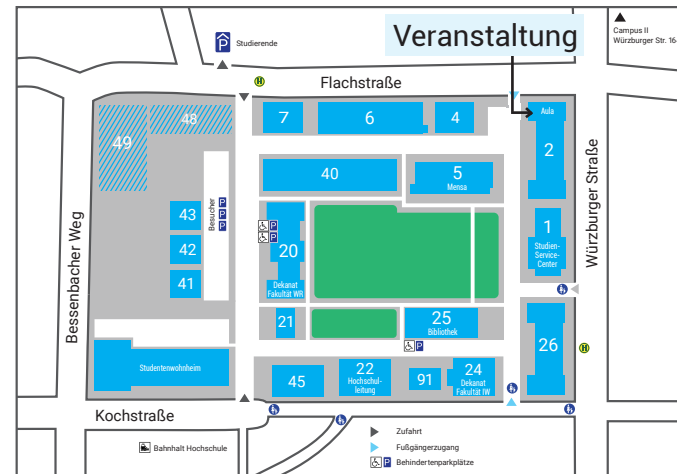 P
Studierende
Veranstaltung
Campus II
Würzburger Str. 16
H
Flachstraße
49
48
7
6
4
Aula
2
40
5
Mensa
Besucher
P
P
P
43
42
41
P
P
20
Dekanat
Fakultät WR
1
Studien-
Service-
Center
Bessenbacher Weg
Würzburger Straße
21
25
Bibliothek
P
26
H
Studentenwohnheim
45
22
Hochschul-
leitung
91
24
Dekanat
Fakultät IW
Kochstraße
Bahnhalt Hochschule
Zufahrt
Fußgängerzugang
P
Behindertenparkplätze